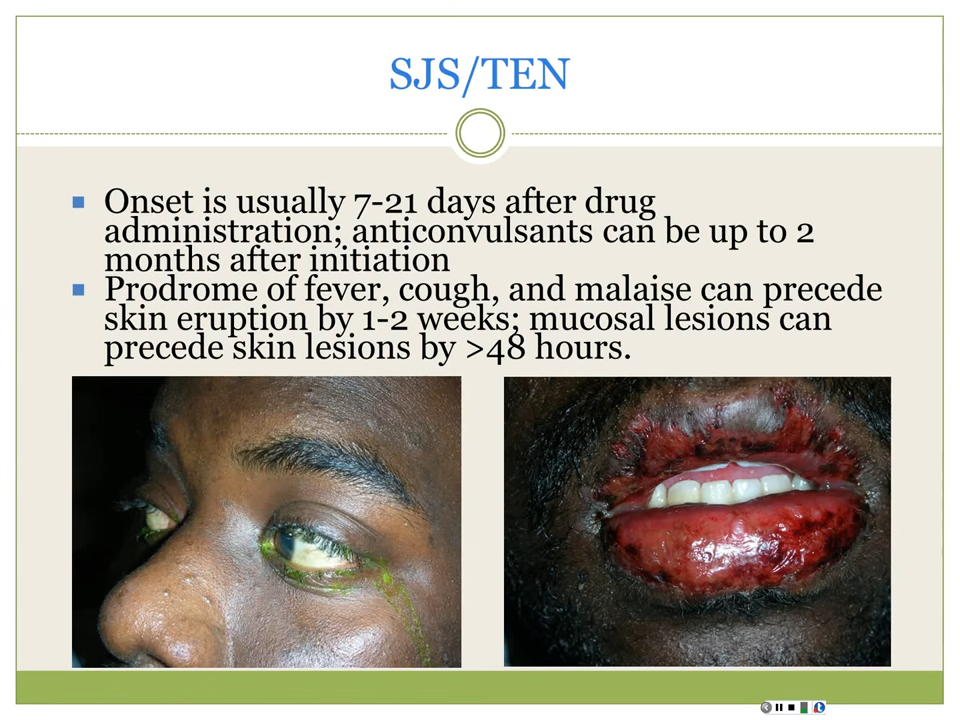 SJS/TEN
Onset is usually 7-21 days after drug
administration; anticonvulsants can be up to 2
months after initiation
Prodrome of fever, cough, and malaise can precede
skin eruption by 1-2 weeks; mucosal lesions can
precede skin lesions by >48 hours.